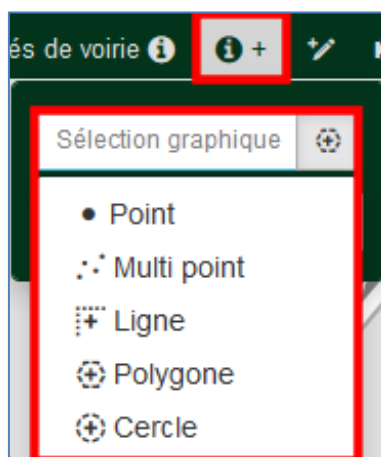 és de voirie +
Sélection graphique
Point
Multi point
Ligne
Polygone
Cercle